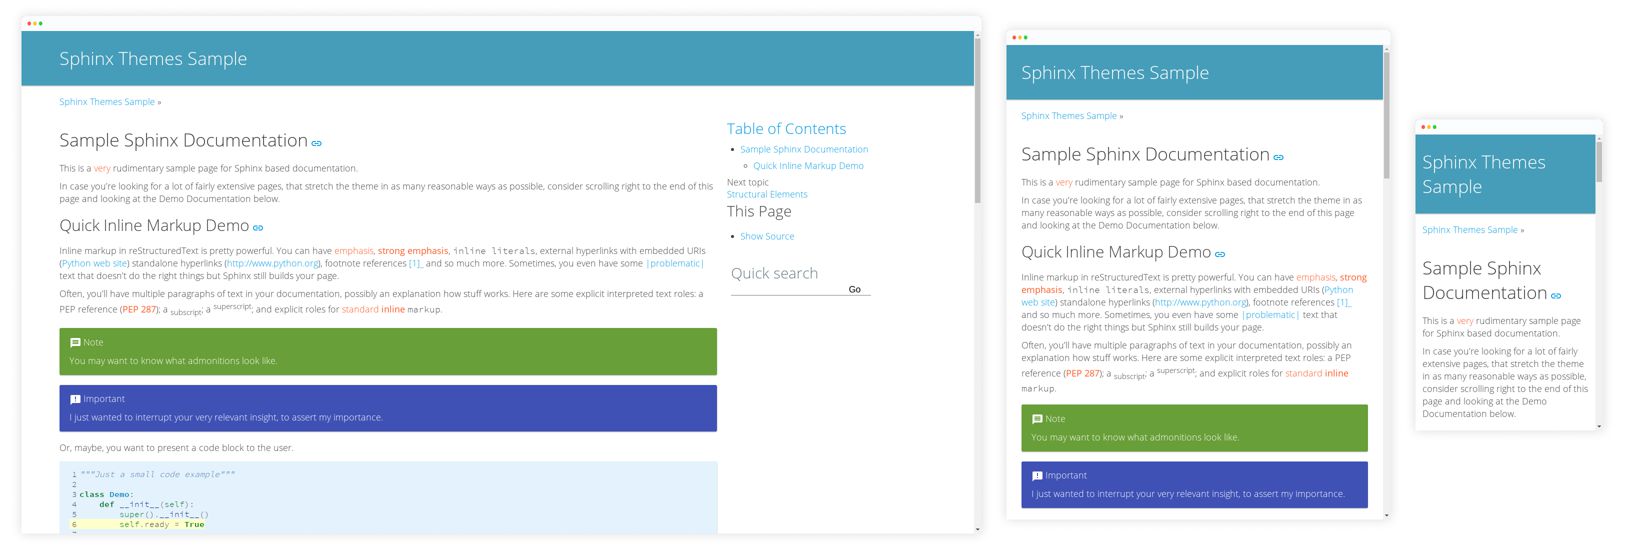 Sphinx Themes Sample
Sphinx Themes Sample »
Sample Sphinx Documentation
This is a very rudimentary sample page for Sphinx based documentation.
In case you're looking for a lot of fairly extensive pages, that stretch the theme in as many reasonable ways as possible, consider scrolling right to the end of this
page and looking at the Demo Documentation below.
Quick Inline Markup Demo
Inline markup in reStructuredText is pretty powerful. You can have emphasis, strong emphasis, inline literals, external hyperlinks with embedded URIs
(Python web site) standalone hyperlinks (http://www.python.org), footnote references [1]_ and so much more. Sometimes, you even have some |problematic|
text that doesn't do the right things but Sphinx still builds your page.
Often, you'll have multiple paragraphs of text in your documentation, possibly an explanation how stuff works. Here are some explicit interpreted text roles: a
PEP reference (PEP 287); a subscript; a superscript; and explicit roles for standard inline markup.
Note
You may want to know what admonitions look like.
Important
I just wanted to interrupt your very relevant insight, to assert my importance.
Or, maybe, you want to present a code block to the user.
1 """Just a small code example"""
2
3 class Demo:
4 def __init__(self):
5 super().__init__()
6 self.ready = True
Table of Contents
Sample Sphinx Documentation
Quick Inline Markup Demo
Next topic
Structural Elements
This Page
Show Source
Quick search
Go
Sphinx Themes Sample
Sphinx Themes Sample »
Sample Sphinx Documentation
This is a very rudimentary sample page for Sphinx based documentation.
In case you're looking for a lot of fairly extensive pages, that stretch the theme in as
many reasonable ways as possible, consider scrolling right to the end of this page
and looking at the Demo Documentation below.
Quick Inline Markup Demo
Inline markup in reStructuredText is pretty powerful. You can have emphasis, strong
emphasis, inline literals, external hyperlinks with embedded URIs (Python
web site) standalone hyperlinks (http://www.python.org), footnote references [1]_
and so much more. Sometimes, you even have some |problematic| text that
doesn't do the right things but Sphinx still builds your page.
Often, you'll have multiple paragraphs of text in your documentation, possibly an
explanation how stuff works. Here are some explicit interpreted text roles: a PEP
reference (PEP 287); a subscript; a superscript; and explicit roles for standard inline
markup.
Note
You may want to know what admonitions look like.
Important
I just wanted to interrupt your very relevant insight, to assert my importance.
Sphinx Themes
Sample
Sphinx Themes Sample »
Sample Sphinx
Documentation
This is a very rudimentary sample page
for Sphinx based documentation.
In case you're looking for a lot of fairly
extensive pages, that stretch the theme
in as many reasonable ways as possible,
consider scrolling right to the end of this
page and looking at the Demo
Documentation below.